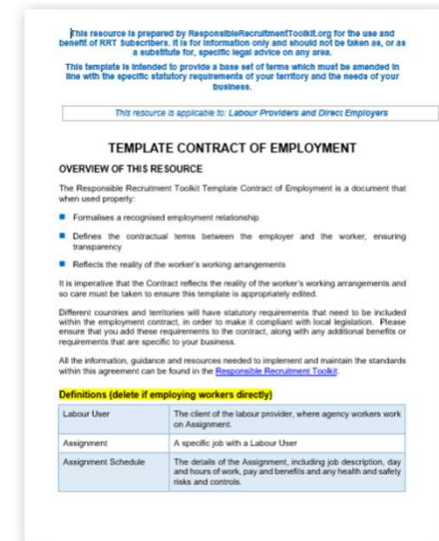 This resource is prepared by ResponsibleRecruitmentToolkit.org for the use and
benefit of RRT Subscribers. It is for information only and should not be taken as, or as
a substitute for, specific legal advice on any area.
This template is intended to provide a base set of terms which must be amended in
line with the specific statutory requirements of your territory and the needs of your
business.
This resource is applicable to: Labour Providers and Direct Employers
TEMPLATE CONTRACT OF EMPLOYMENT
OVERVIEW OF THIS RESOURCE
The Responsible Recruitment Toolkit Template Contract of Employment is a document that
when used properly:
Formalises a recognised employment relationship
Defines the contractual terms between the employer and the worker, ensuring
transparency
Reflects the reality of the worker's working arrangements
It is imperative that the Contract reflects the reality of the worker's working arrangements and
so care must be taken to ensure this template is appropriately edited.
Different countries and territories will have statutory requirements that need to be included
within the employment contract, in order to make it compliant with local legislation. Please
ensure that you add these requirements to the contract, along with any additional benefits or
requirements that are specific to your business.
All the information, guidance and resources needed to implement and maintain the standards
within this agreement can be found in the Responsible Recruitment Toolkit.
Definitions (delete if employing workers directly)
Labour User The client of the labour provider, where agency workers work
on Assignment.
Assignment A specific job with a Labour User
Assignment Schedule The details of the Assignment, including job description, day
and hours of work, pay and benefits and any health and safety
risks and controls.